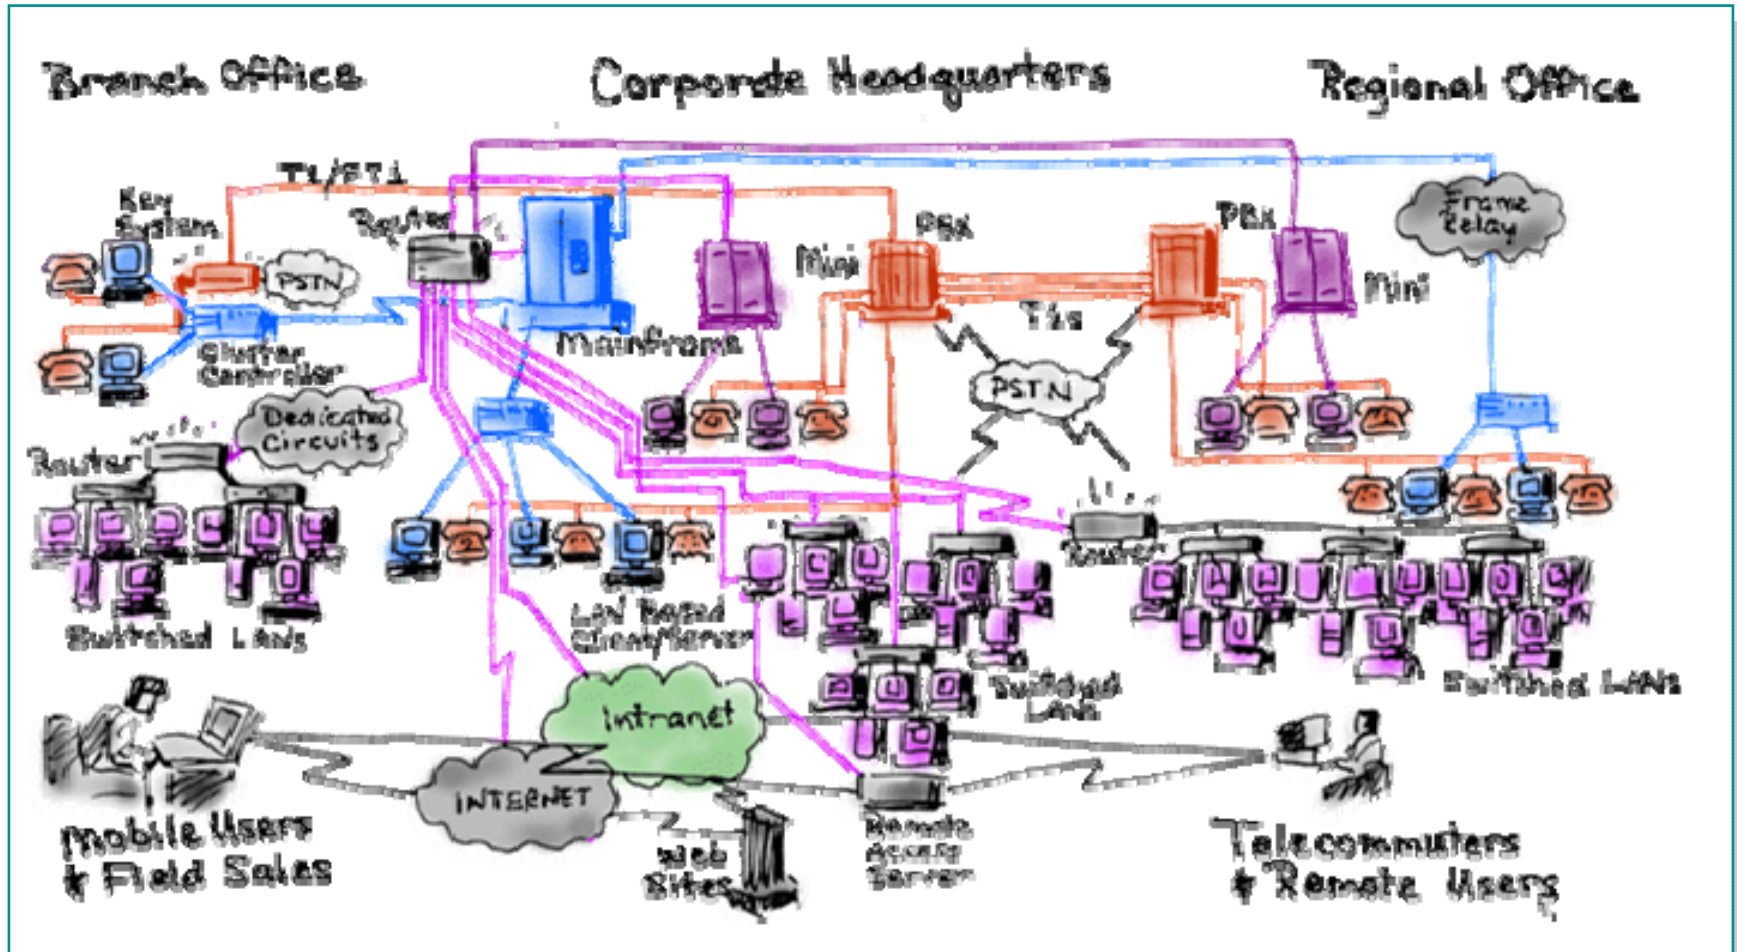 Branch Office
Corporate Headquarters
Regional Office
T1/FT1
Key
System
Router
PBX
PBX
Frame
Relay
PSTN
Mini
Mini
T1s
Mainframe
Cluster
Controller
PSTN
Dedicated
Circuits
Router
Router
LAN Based
Client/Server
Switched LANs
Switched
LANs
Switched LANs
Intranet
INTERNET
Mobile Users
& Field Sales
Web
Sites
Remote
Access
Server
Telecommuters
& Remote Users